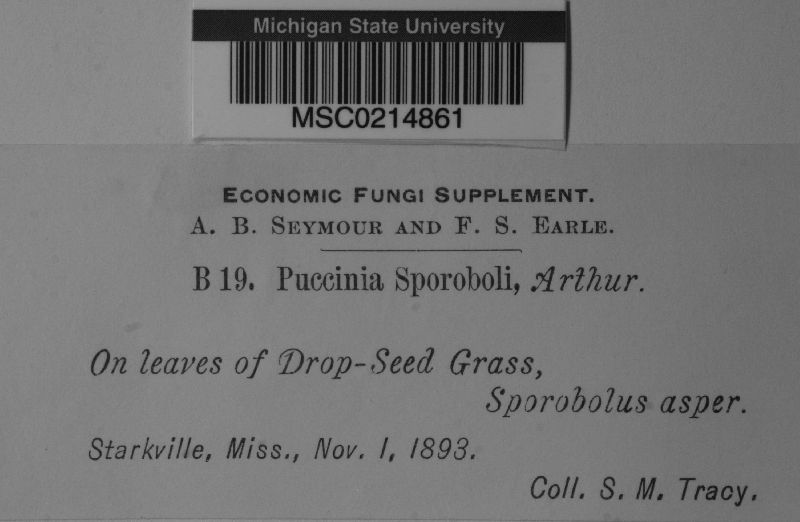 Michigan State University
MSC0214861
ECONOMIC FUNGI SUPPLEMENT.
A. B. SEYMOUR AND F. S. EARLE.
B 19. Puccinia Sporoboli, Arthur.
On leaves of Drop-Seed Grass,
Sporobolus asper.
Starkville, Miss., Nov. 1, 1893.
Coll. S. M. Tracy.